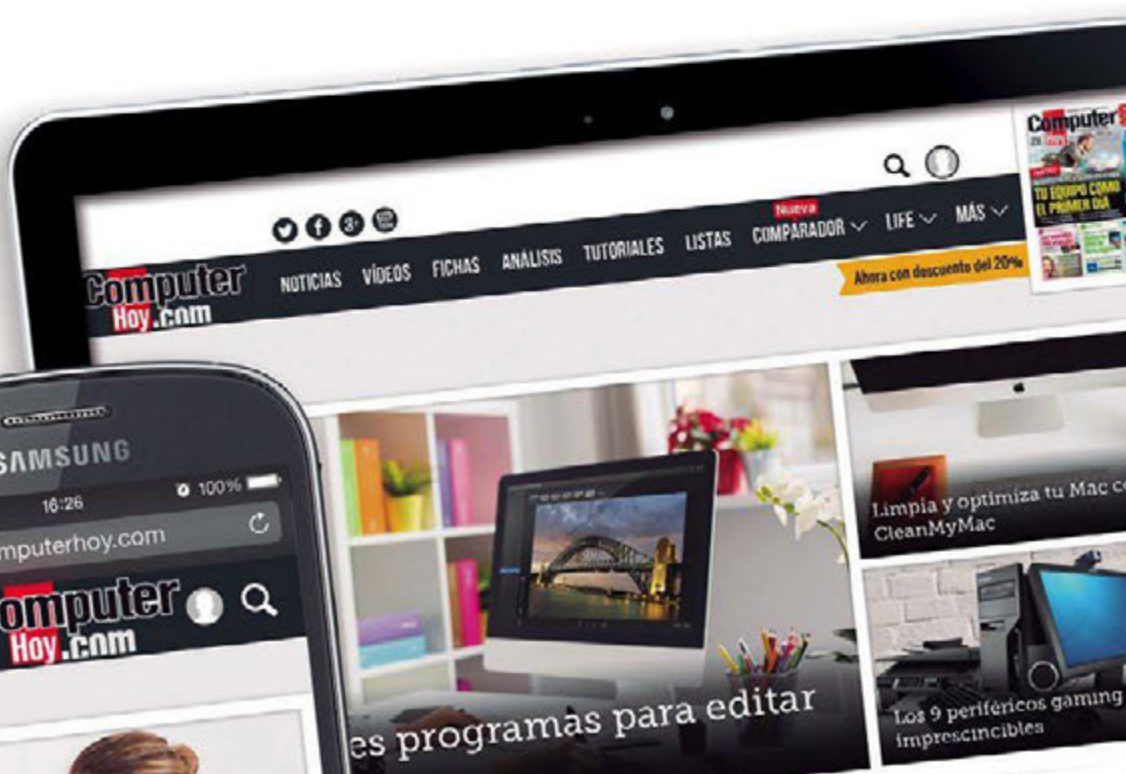 Computer
Hoy.com
NOTICIAS VÍDEOS FICHAS ANÁLISIS TUTORIALES LISTAS Nueva COMPARADOR LIFE MÁS
Ahora con descuento del 20%
Computer
TU EQUIPO COMO
EL PRIMER DÍA
Limpia y optimiza tu Mac co
CleanMyMac
es programas para editar
Los 9 periféricos gaming
imprescincibles
SAMSUNG
16:26 100%
mputerhoy.com
omputer
Hoy.com